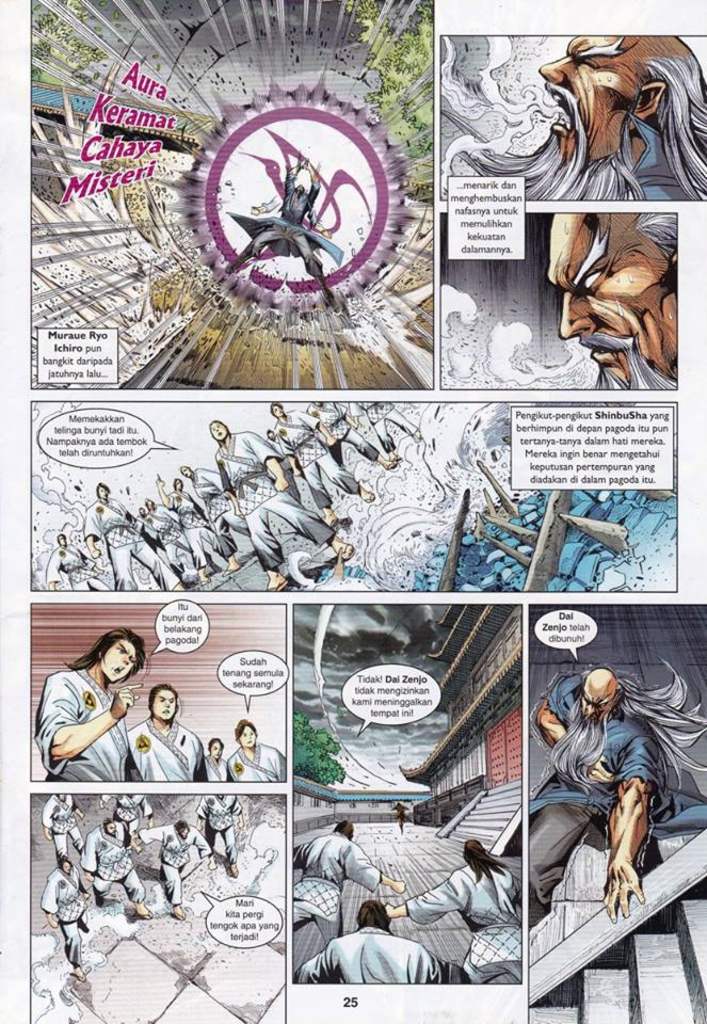 Aura
Keramat
Cahaya
Misteri
Muraue Ryo
Ichiro pun
bangkit daripada
jatuhnya lalu...
...menarik dan
menghembuskan
nafasnya untuk
memulihkan
kekuatan
dalamannya.
Memekakkan
telinga bunyi tadi itu.
Nampaknya ada tembok
telah diruntuhkan!
Pengikut-pengikut ShinbuSha yang
berhimpun di depan pagoda itu pun
tertanya-tanya dalam hati mereka.
Mereka ingin benar mengetahui
keputusan pertempuran yang
diadakan di dalam pagoda itu.
Itu
bunyi dari
belakang
pagoda!
Sudah
tenang semula
sekarang!
Mari
kita pergi
tengok apa yang
terjadi!
Tidak! Dai Zenjo
tidak mengizinkan
kami meninggalkan
tempat ini!
Dai
Zenjo telah
dibunuh!
25